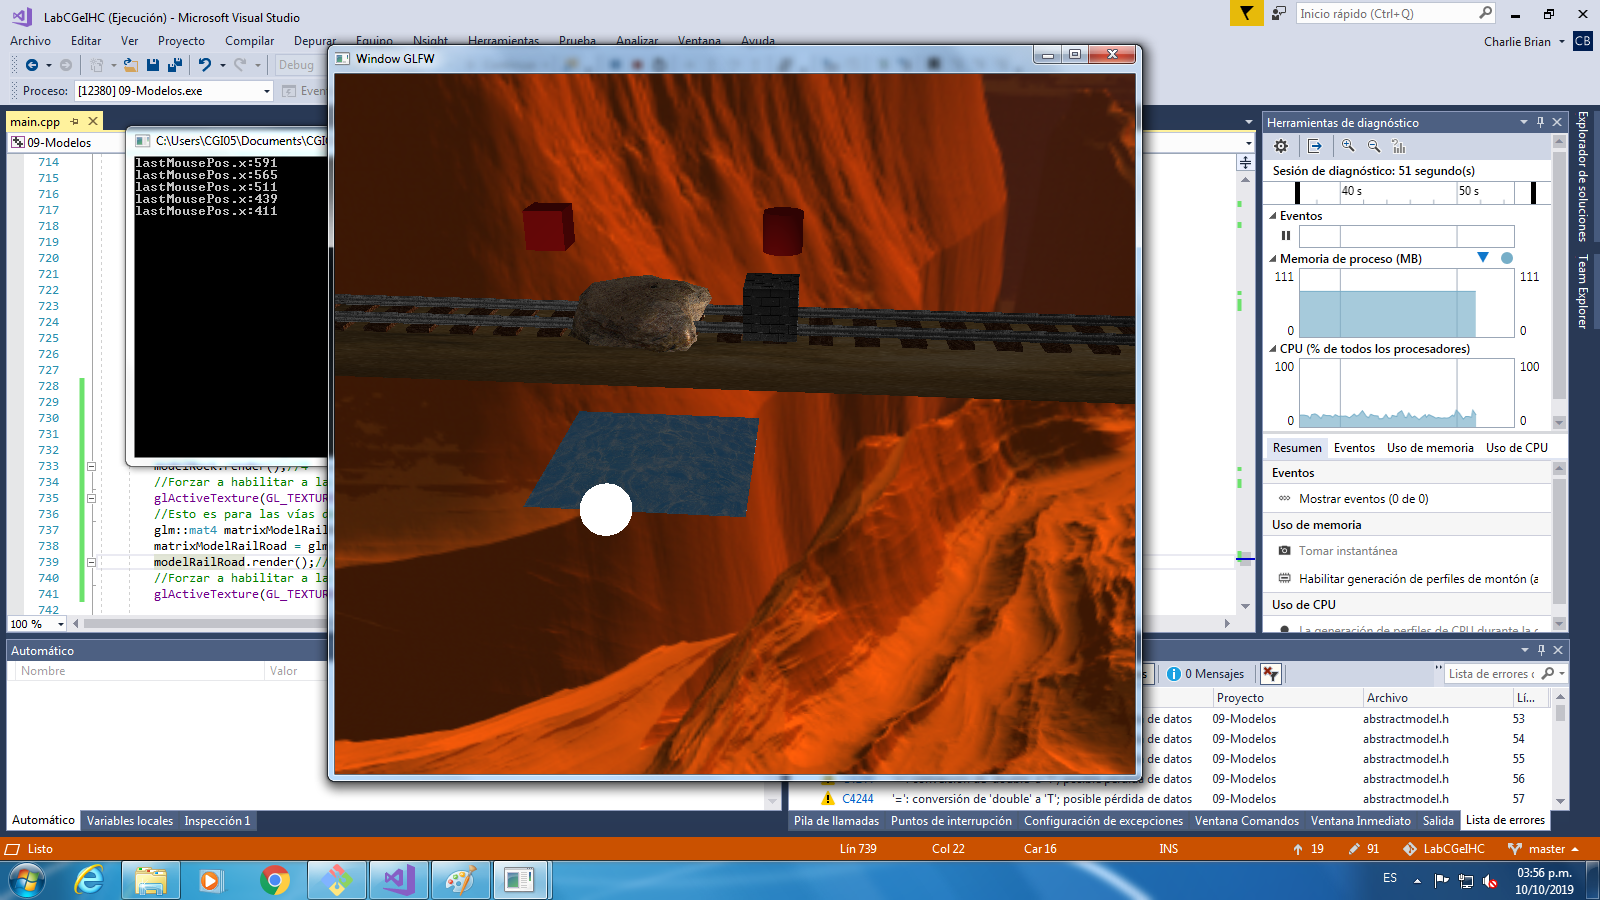 LabCGeIHC (Ejecución) - Microsoft Visual Studio
Inicio rápido (Ctrl+Q)
Archivo Editar Ver Proyecto Compilar Depurar Equipo Nsight Herramientas Prueba Analizar Ventana Ayuda
Charlie Brian CB
Window GLFW
Debug
Proceso: [12380] 09-Modelos.exe
main.cpp
09-Modelos
C:\Users\CGI05\Documents\CGI
lastMousePos.x:591
lastMousePos.x:565
lastMousePos.x:511
lastMousePos.x:439
lastMousePos.x:411
714
715
716
717
718
719
720
721
722
723
724
725
726
727
728
729
730
731
732
733 modelRock.render();//4
734 //Forzar a habilitar a la
735 glActiveTexture(GL_TEXTUR
736 //Esto es para las vías d
737 glm::mat4 matrixModelRail
738 matrixModelRailRoad = glm
739 modelRailRoad.render();//
740 //Forzar a habilitar a la
741 glActiveTexture(GL_TEXTUR
742
100 %
Herramientas de diagnóstico
Sesión de diagnóstico: 51 segundo(s)
40 s 50 s
Eventos
Memoria de proceso (MB)
111 111
0 0
CPU (% de todos los procesadores)
100 100
0 0
Resumen Eventos Uso de memoria Uso de CPU
Eventos
Mostrar eventos (0 de 0)
Uso de memoria
Tomar instantánea
Habilitar generación de perfiles de montón (a
Uso de CPU
Explorador de soluciones
Team Explorer
Automático
Nombre Valor
Automático Variables locales Inspección 1
0 Mensajes
Lista de errores
Proyecto Archivo Lí...
de datos 09-Modelos abstractmodel.h 53
de datos 09-Modelos abstractmodel.h 54
de datos 09-Modelos abstractmodel.h 55
09-Modelos abstractmodel.h 56
C4244 '=': conversión de 'double' a 'T'; posible pérdida de datos 09-Modelos abstractmodel.h 57
Pila de llamadas Puntos de interrupción Configuración de excepciones Ventana Comandos Ventana Inmediato Salida Lista de errores
Listo Lín 739 Col 22 Car 16 INS 19 91 LabCGeIHC master
ES
03:56 p.m.
10/10/2019